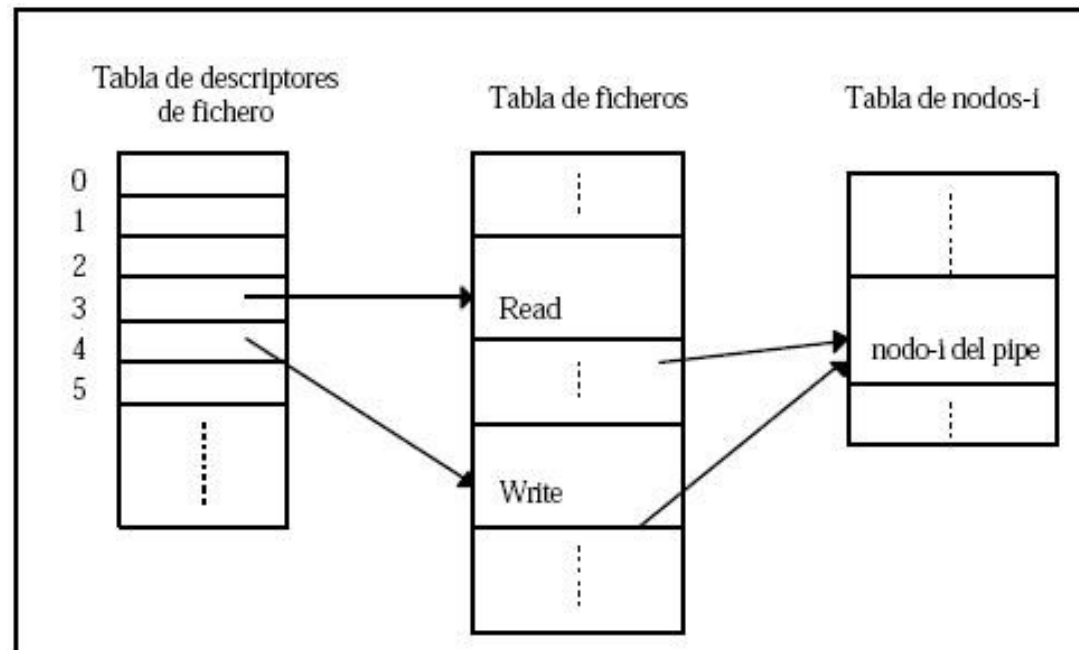 Tabla de descriptores
de fichero
Tabla de ficheros
Tabla de nodos-i
0
1
2
3
4
5
Read
Write
nodo-i del pipe